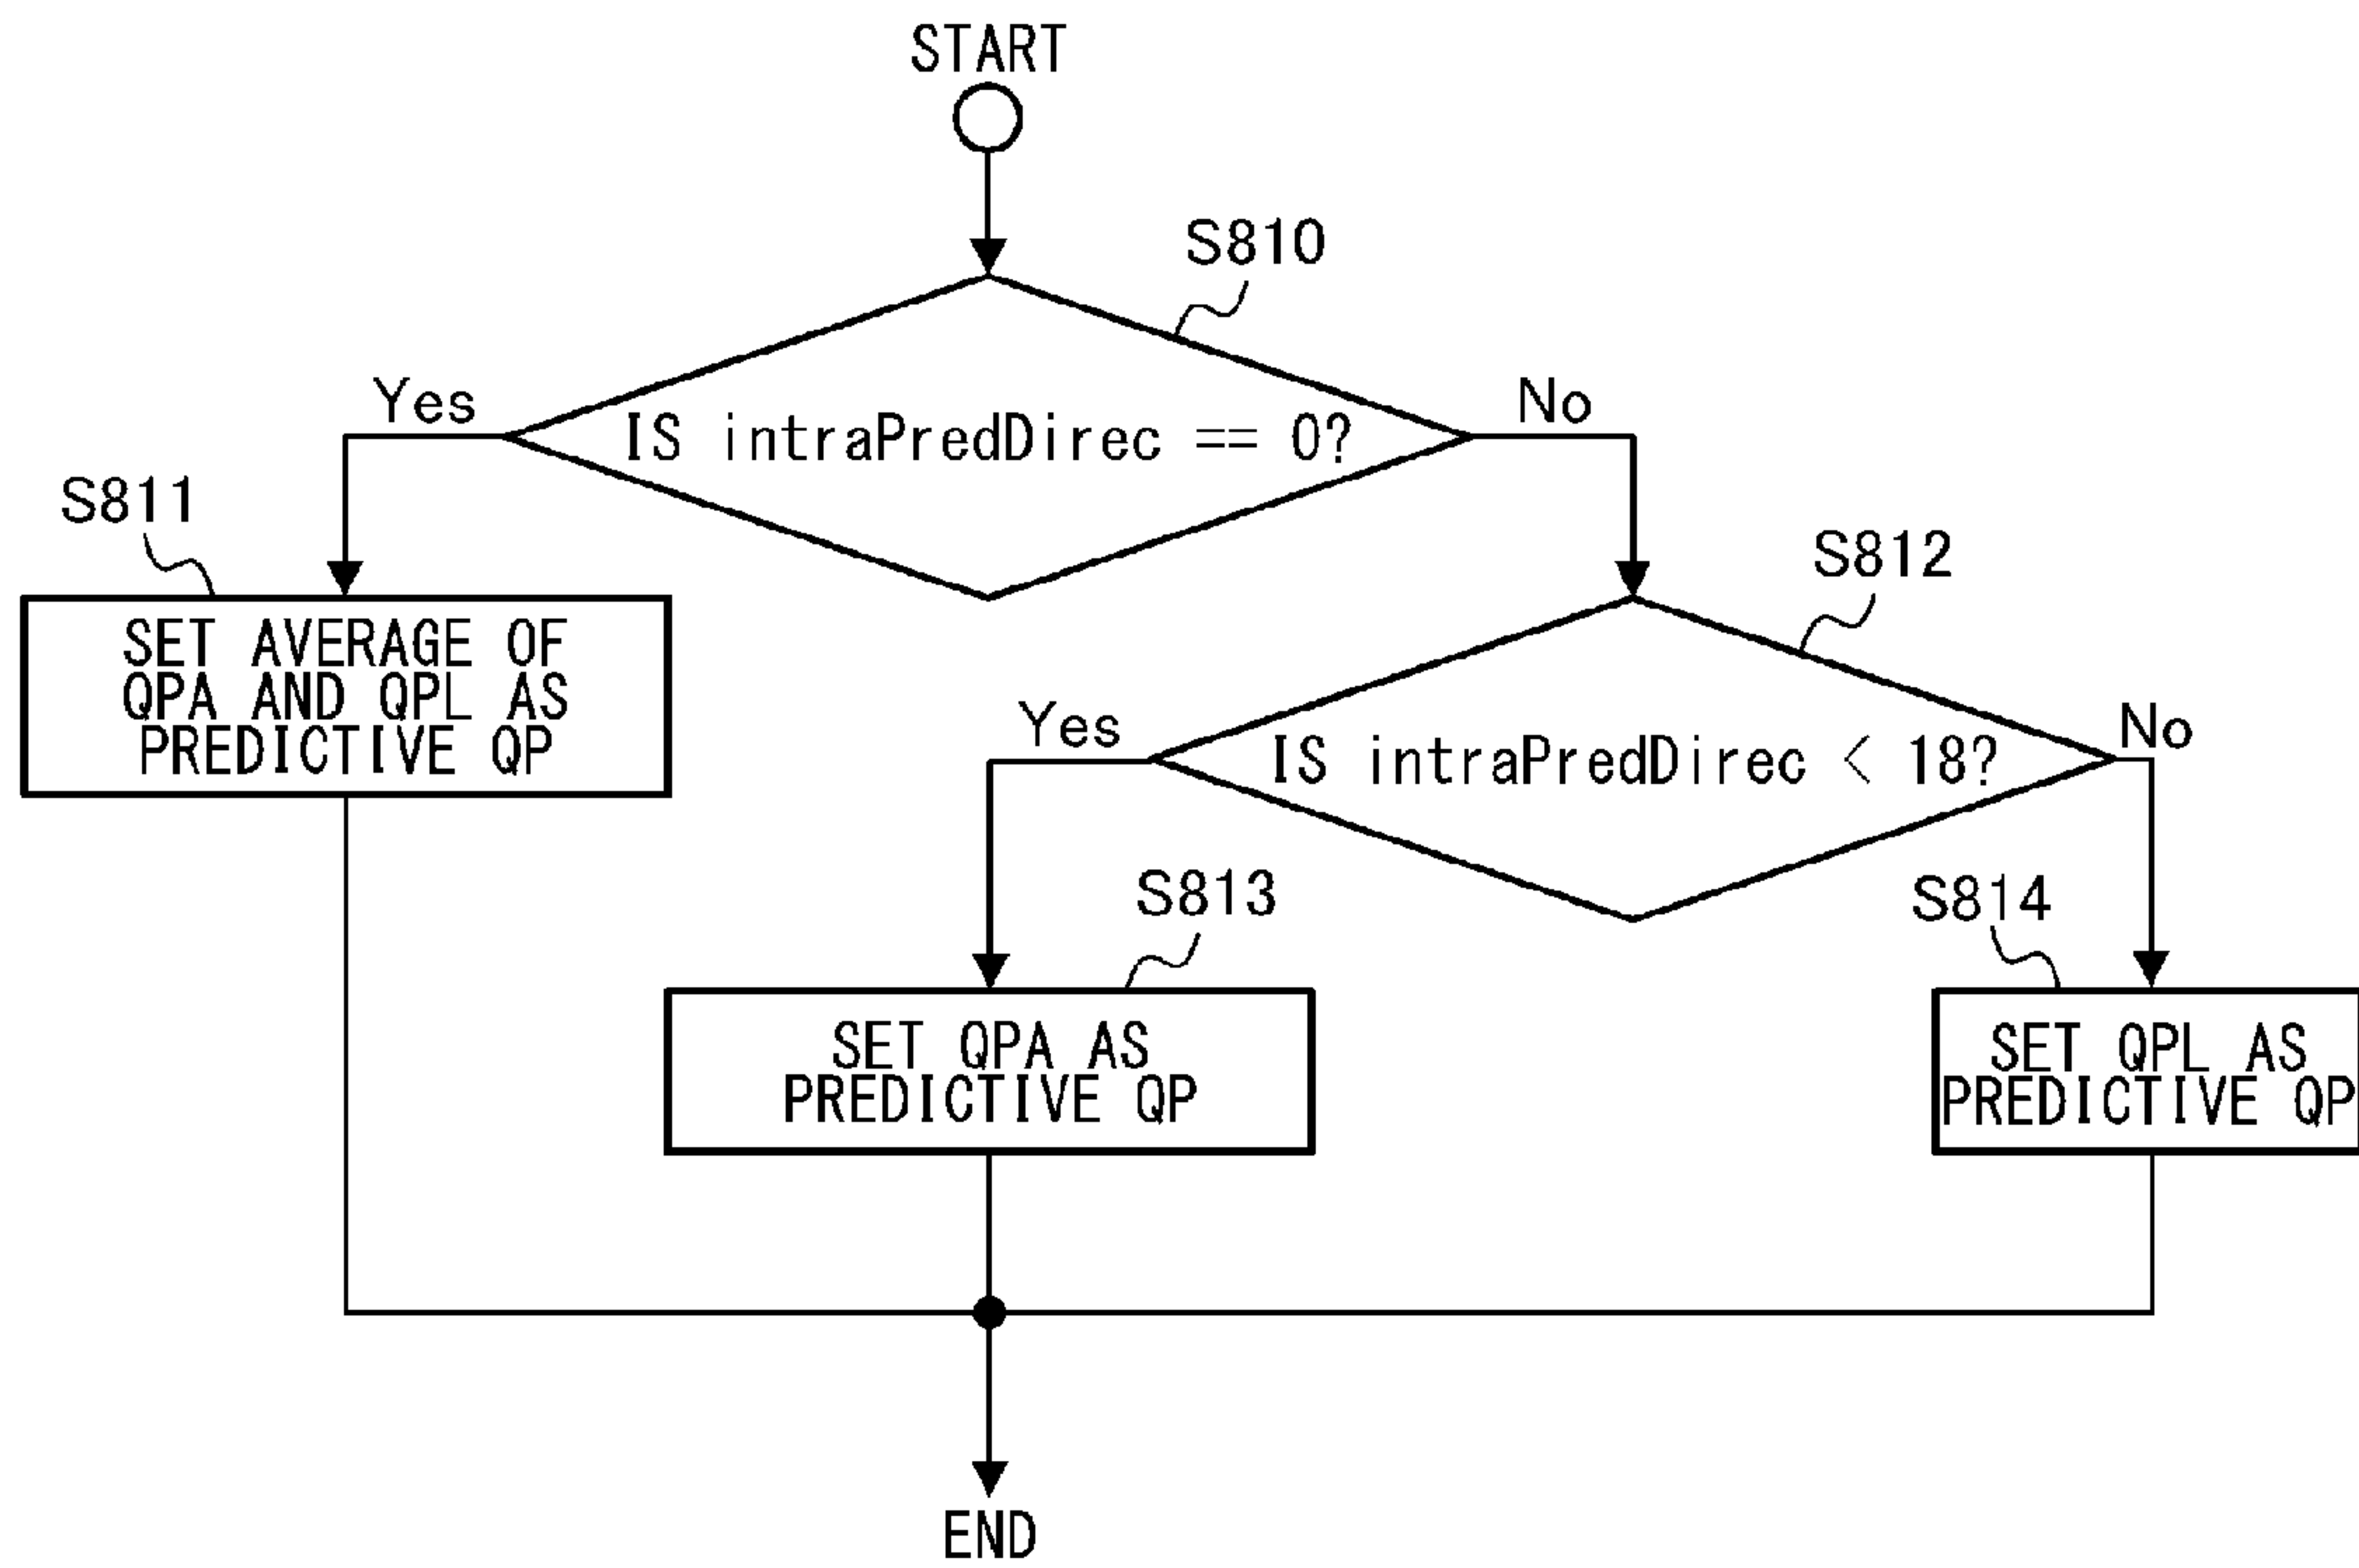 START
S810
IS intraPredDirec == 0?
Yes
No
S811
SET AVERAGE OF
QPA AND QPL AS
PREDICTIVE QP
S812
IS intraPredDirec < 18?
Yes
No
S813
SET QPA AS
PREDICTIVE QP
S814
SET QPL AS
PREDICTIVE QP
END